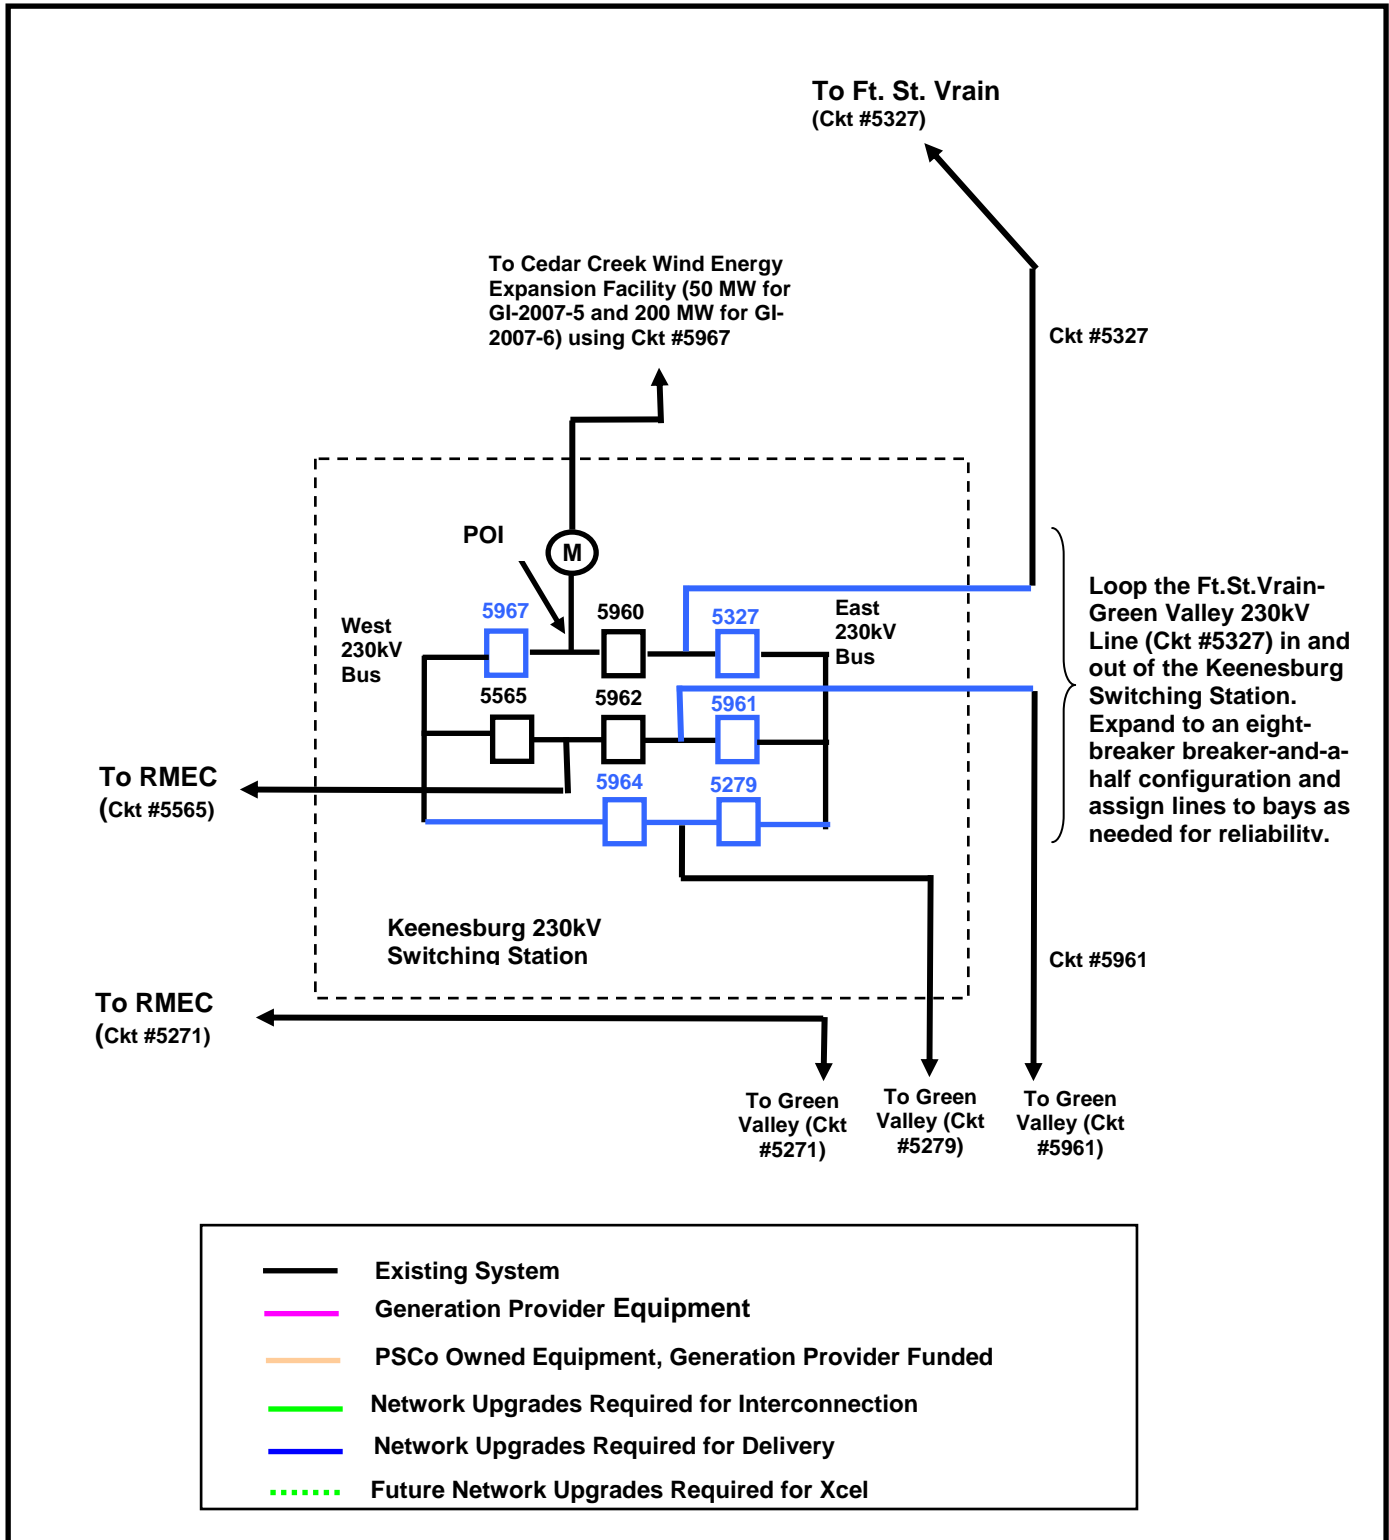 To Ft. St. Vrain
(Ckt #5327)
To Cedar Creek Wind Energy
Expansion Facility (50 MW for
GI-2007-5 and 200 MW for GI-
2007-6) using Ckt #5967
Ckt #5327
POI
M
West
230kV
Bus
5967
5960
5327
East
230kV
Bus
5565
5962
5961
5964
5279
To RMEC
(Ckt #5565)
Loop the Ft.St.Vrain-
Green Valley 230kV
Line (Ckt #5327) in and
out of the Keenesburg
Switching Station.
Expand to an eight-
breaker breaker-and-a-
half configuration and
assign lines to bays as
needed for reliability.
Keenesburg 230kV
Switching Station
Ckt #5961
To RMEC
(Ckt #5271)
To Green
Valley (Ckt
#5271)
To Green
Valley (Ckt
#5279)
To Green
Valley (Ckt
#5961)
Existing System
Generation Provider Equipment
PSCo Owned Equipment, Generation Provider Funded
Network Upgrades Required for Interconnection
Network Upgrades Required for Delivery
Future Network Upgrades Required for Xcel